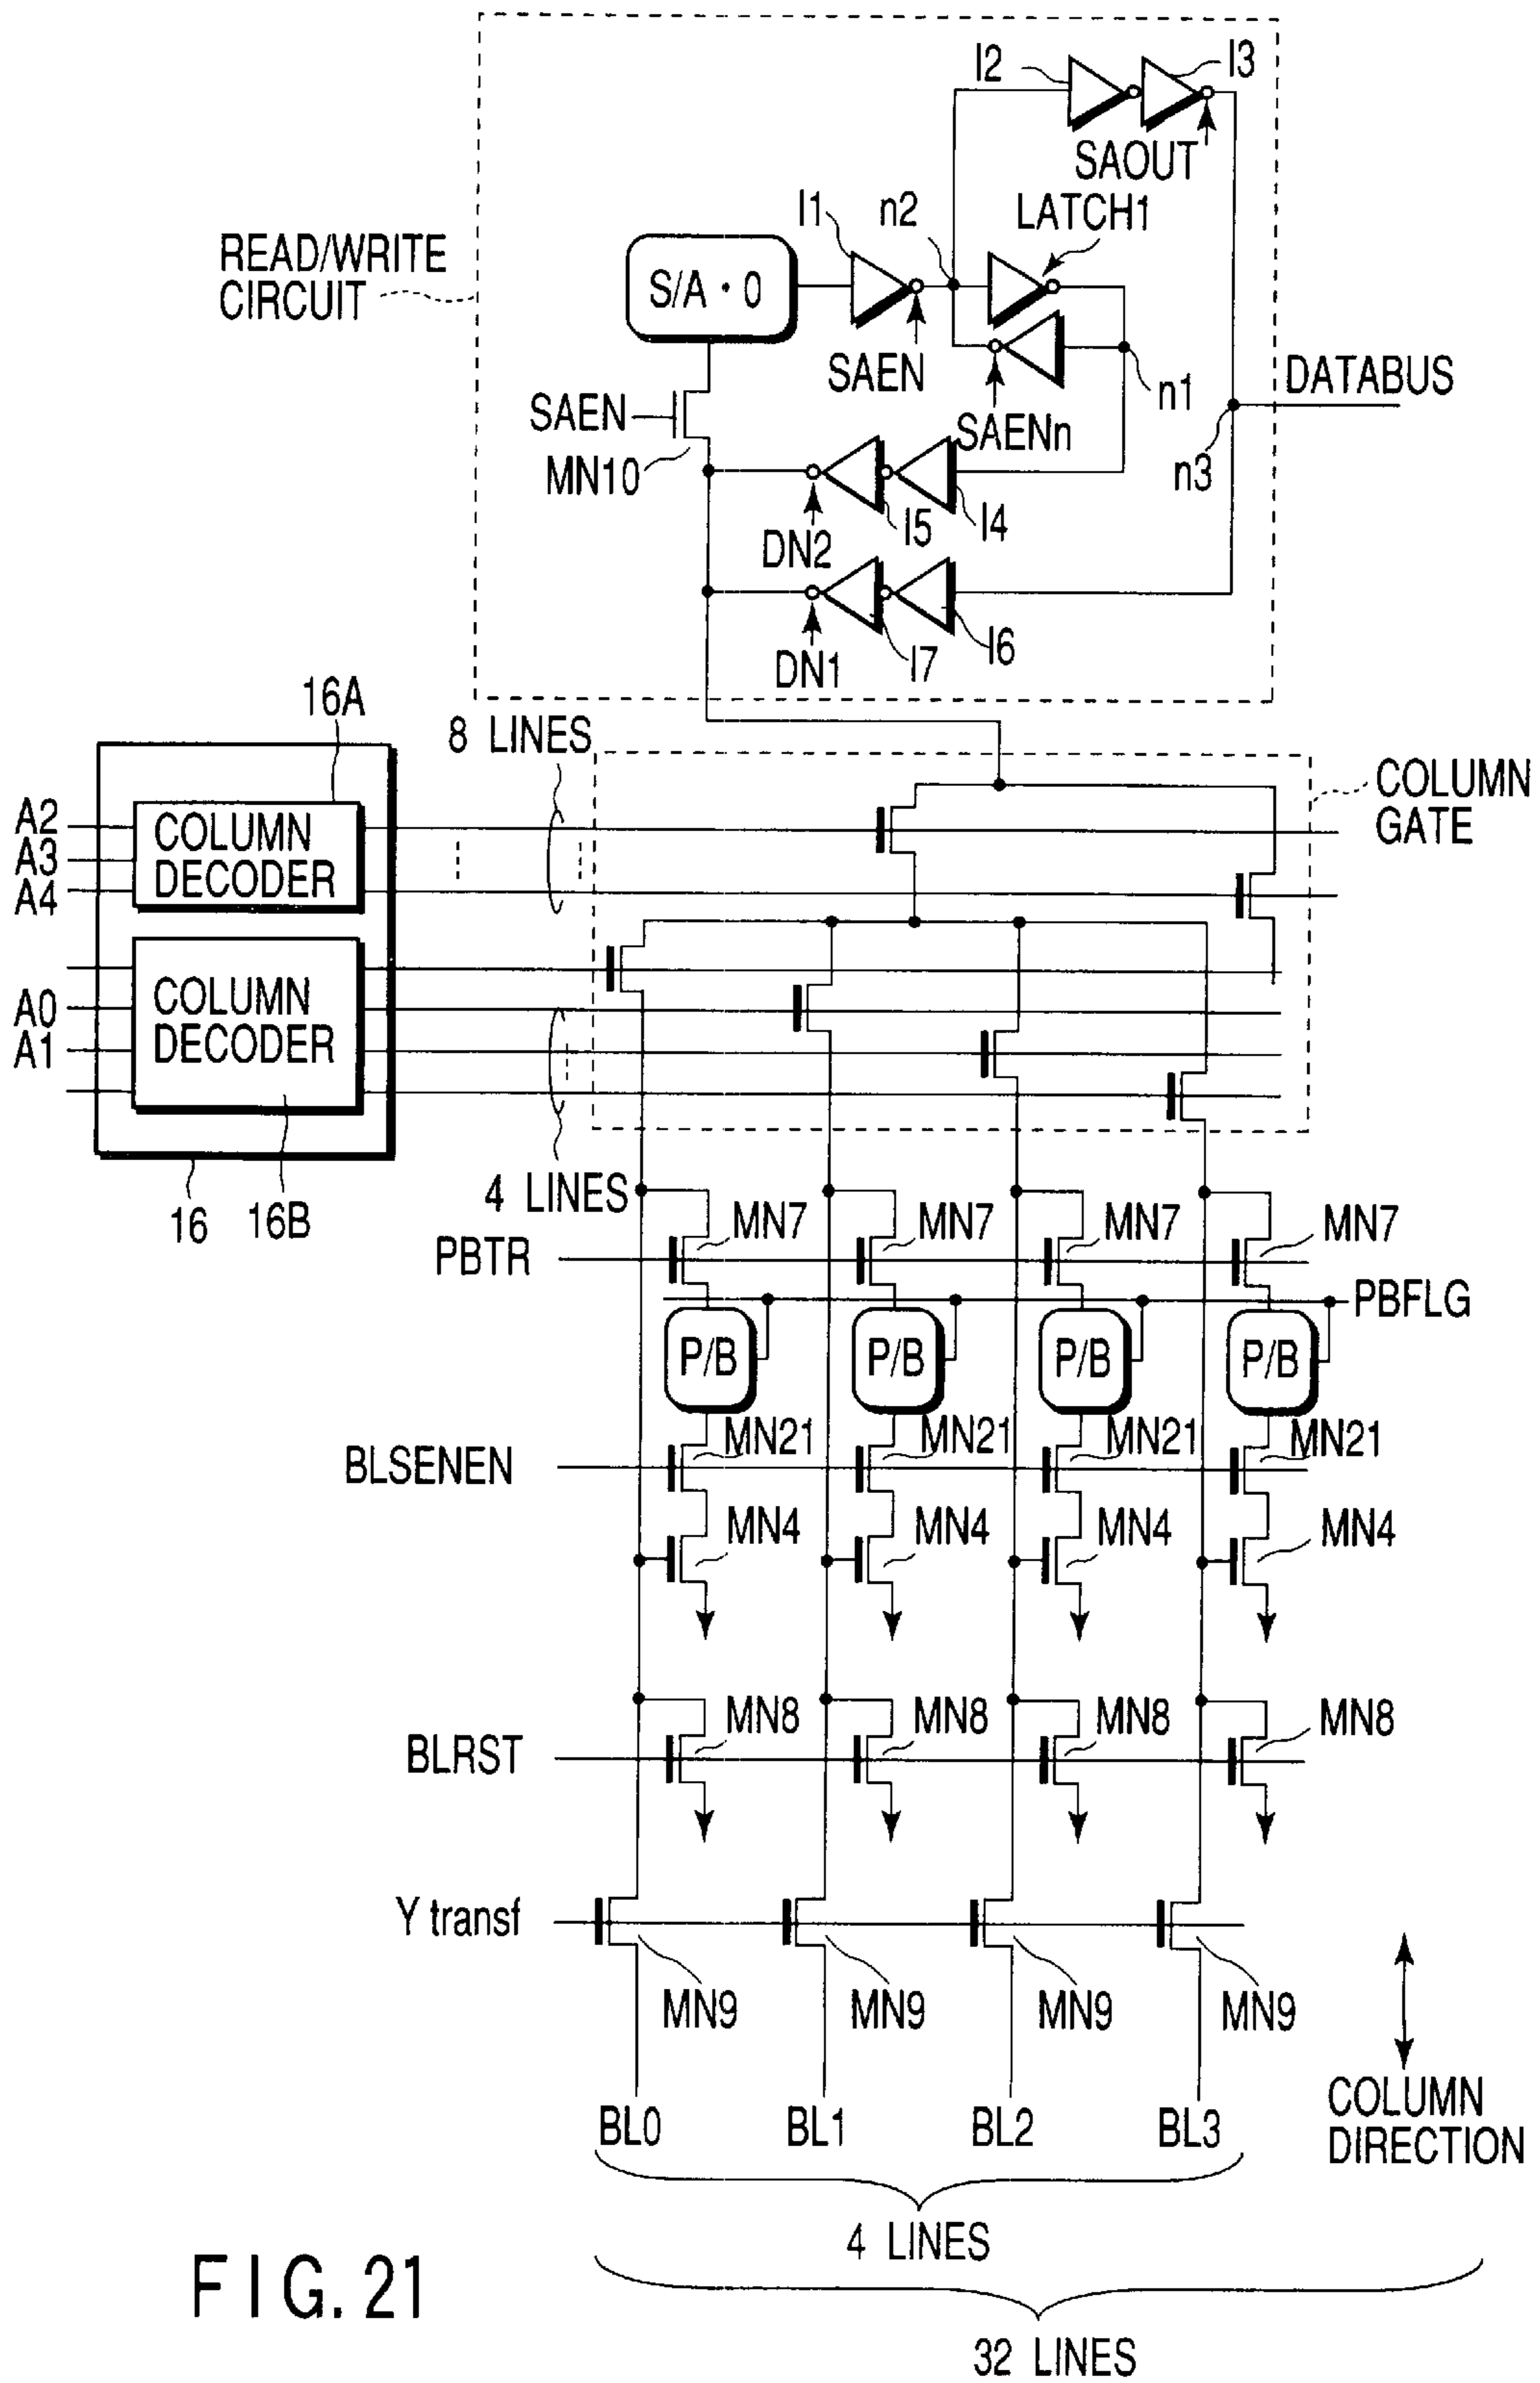 I2
I3
SAOUT
I1
n2
LATCH1
READ/WRITE
CIRCUIT
S/A・0
SAEN
n1
DATABUS
SAEN
SAENn
MN10
n3
I5
I4
DN2
I7
I6
DN1
16A
8 LINES
COLUMN
GATE
A2
A3
A4
COLUMN
DECODER
A0
A1
COLUMN
DECODER
4 LINES
16
16B
MN7
MN7
MN7
MN7
PBTR
PBFLG
P/B
P/B
P/B
P/B
MN21
MN21
MN21
MN21
BLSENEN
MN4
MN4
MN4
MN4
MN8
MN8
MN8
MN8
BLRST
Y transf
MN9
MN9
MN9
MN9
BL0
BL1
BL2
BL3
COLUMN
DIRECTION
4 LINES
FIG. 21
32 LINES